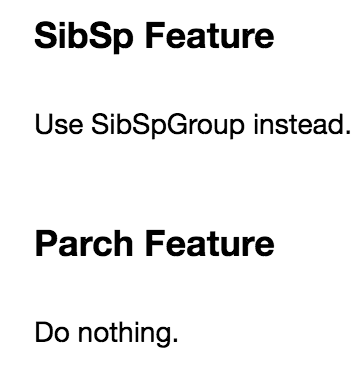 SibSp Feature
Use SibSpGroup instead.
Parch Feature
Do nothing.